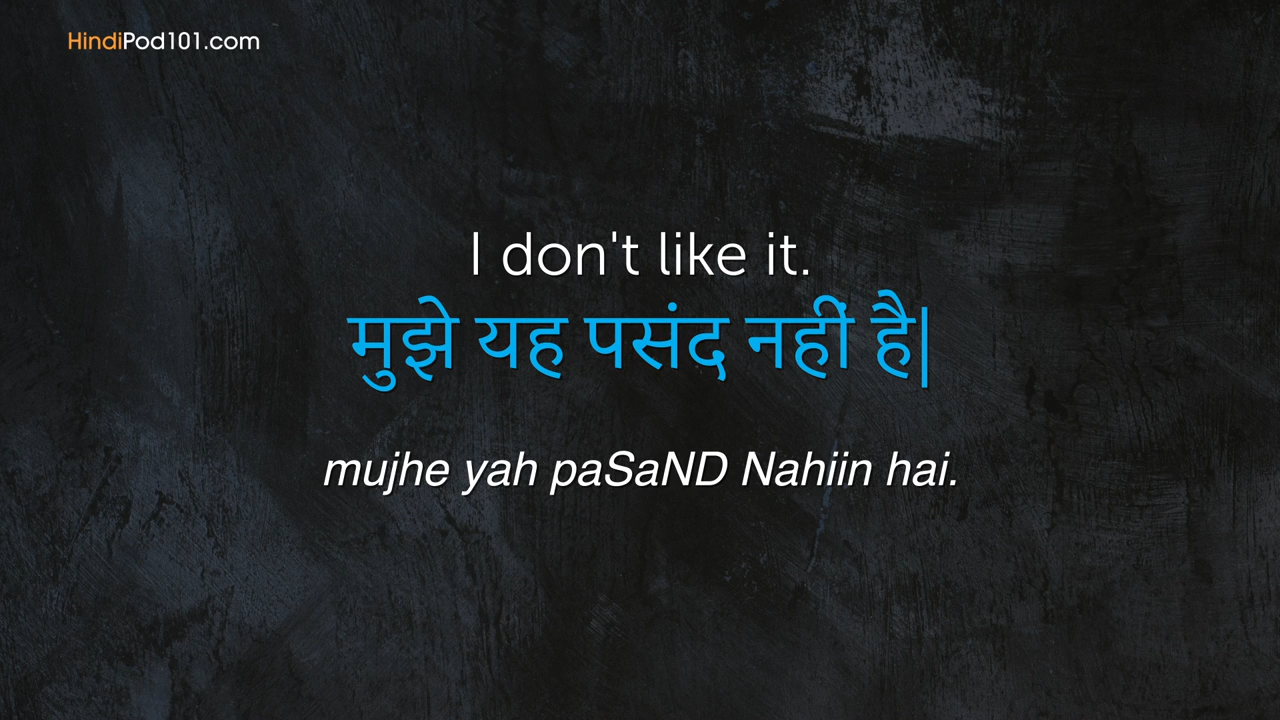 HindiPod101.com
I don't like it.
मुझे यह पसंद नहीं है|
mujhe yah paSaND Nahiin hai.